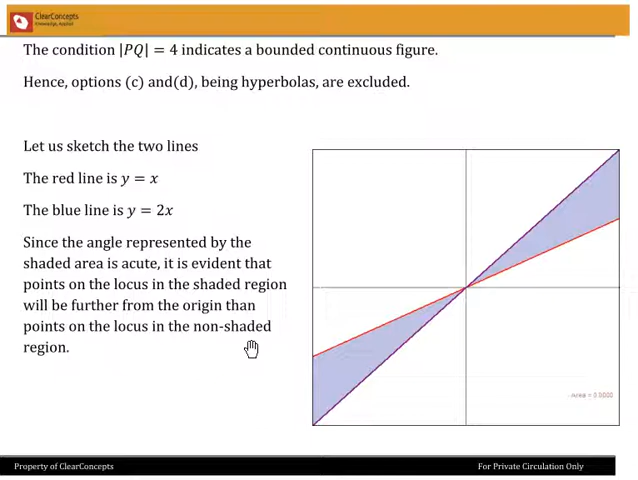 ClearConcepts
Knowledge, Applied
The condition |PQ| = 4 indicates a bounded continuous figure.
Hence, options (c) and(d), being hyperbolas, are excluded.
Let us sketch the two lines
The red line is y = x
The blue line is y = 2x
Since the angle represented by the
shaded area is acute, it is evident that
points on the locus in the shaded region
will be further from the origin than
points on the locus in the non-shaded
region.
Area = 0.0000
Property of ClearConcepts
For Private Circulation Only